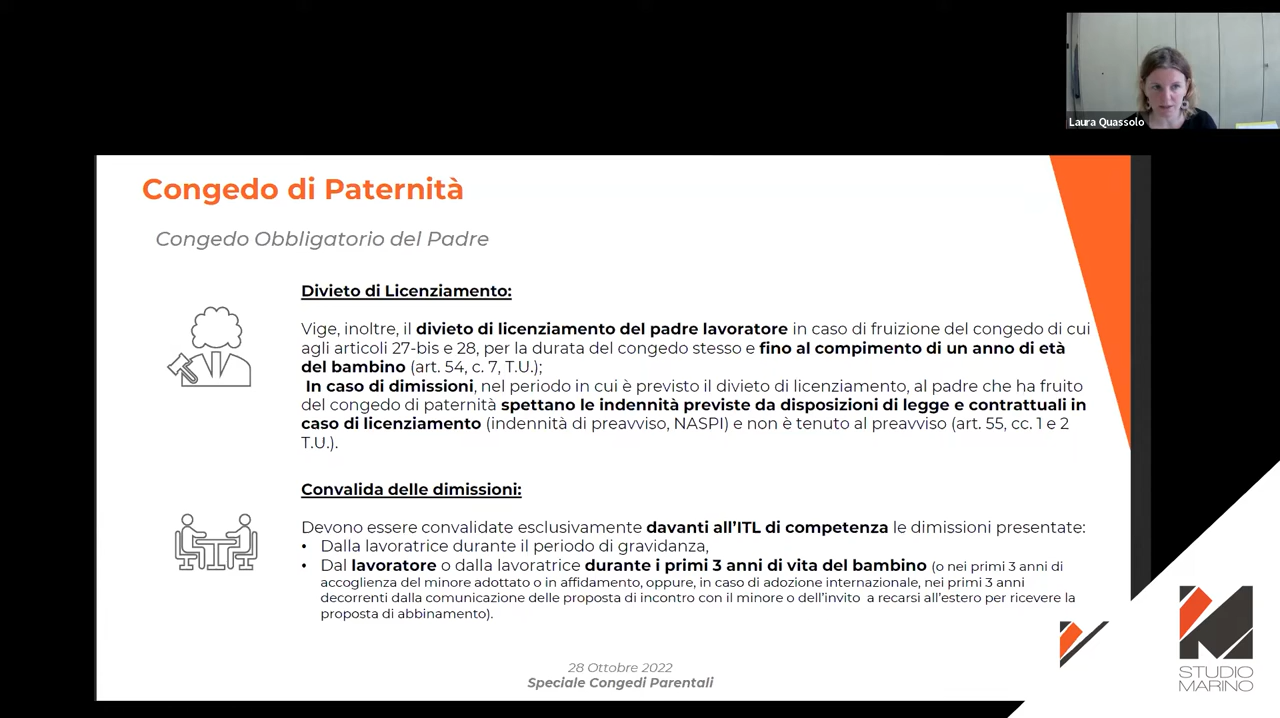 Laura Quassolo
Congedo di Paternità
Congedo Obbligatorio del Padre
Divieto di Licenziamento:
Vige, inoltre, il divieto di licenziamento del padre lavoratore in caso di fruizione del congedo di cui
agli articoli 27-bis e 28, per la durata del congedo stesso e fino al compimento di un anno di età
del bambino (art. 54, c. 7, T.U.);
In caso di dimissioni, nel periodo in cui è previsto il divieto di licenziamento, al padre che ha fruito
del congedo di paternità spettano le indennità previste da disposizioni di legge e contrattuali in
caso di licenziamento (indennità di preavviso, NASPI) e non è tenuto al preavviso (art. 55, cc. 1 e 2
T.U.).
Convalida delle dimissioni:
Devono essere convalidate esclusivamente davanti all'ITL di competenza le dimissioni presentate:
• Dalla lavoratrice durante il periodo di gravidanza,
• Dal lavoratore o dalla lavoratrice durante i primi 3 anni di vita del bambino (o nei primi 3 anni di
accoglienza del minore adottato o in affidamento, oppure, in caso di adozione internazionale, nei primi 3 anni
decorrenti dalla comunicazione delle proposta di incontro con il minore o dell'invito a recarsi all'estero per ricevere la
proposta di abbinamento).
28 Ottobre 2022
Speciale Congedi Parentali
STUDIO
MARINO